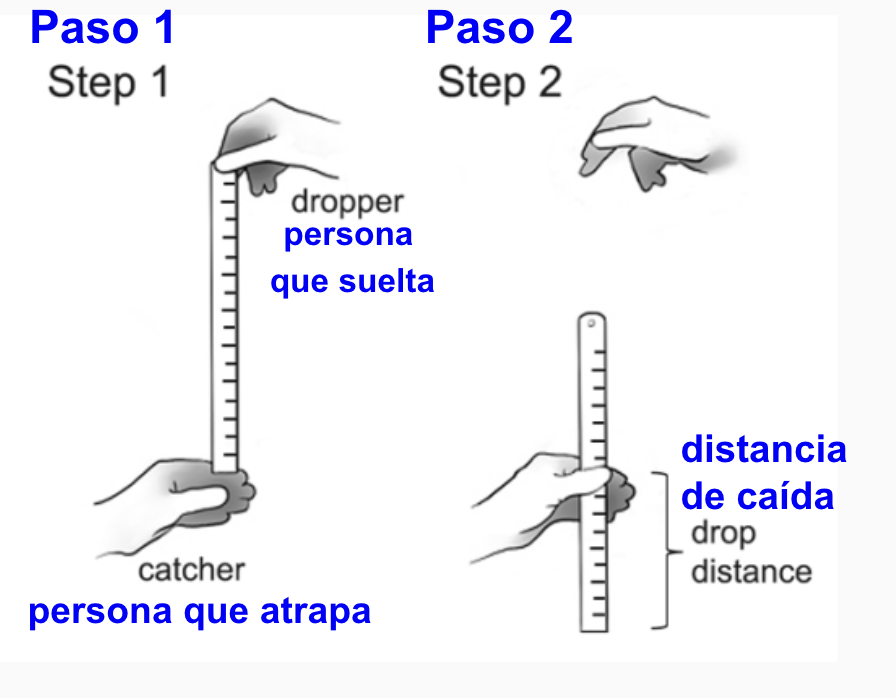 Paso 1
Step 1
dropper
persona
que suelta
catcher
persona que atrapa
Paso 2
Step 2
distancia
de caída
drop
distance